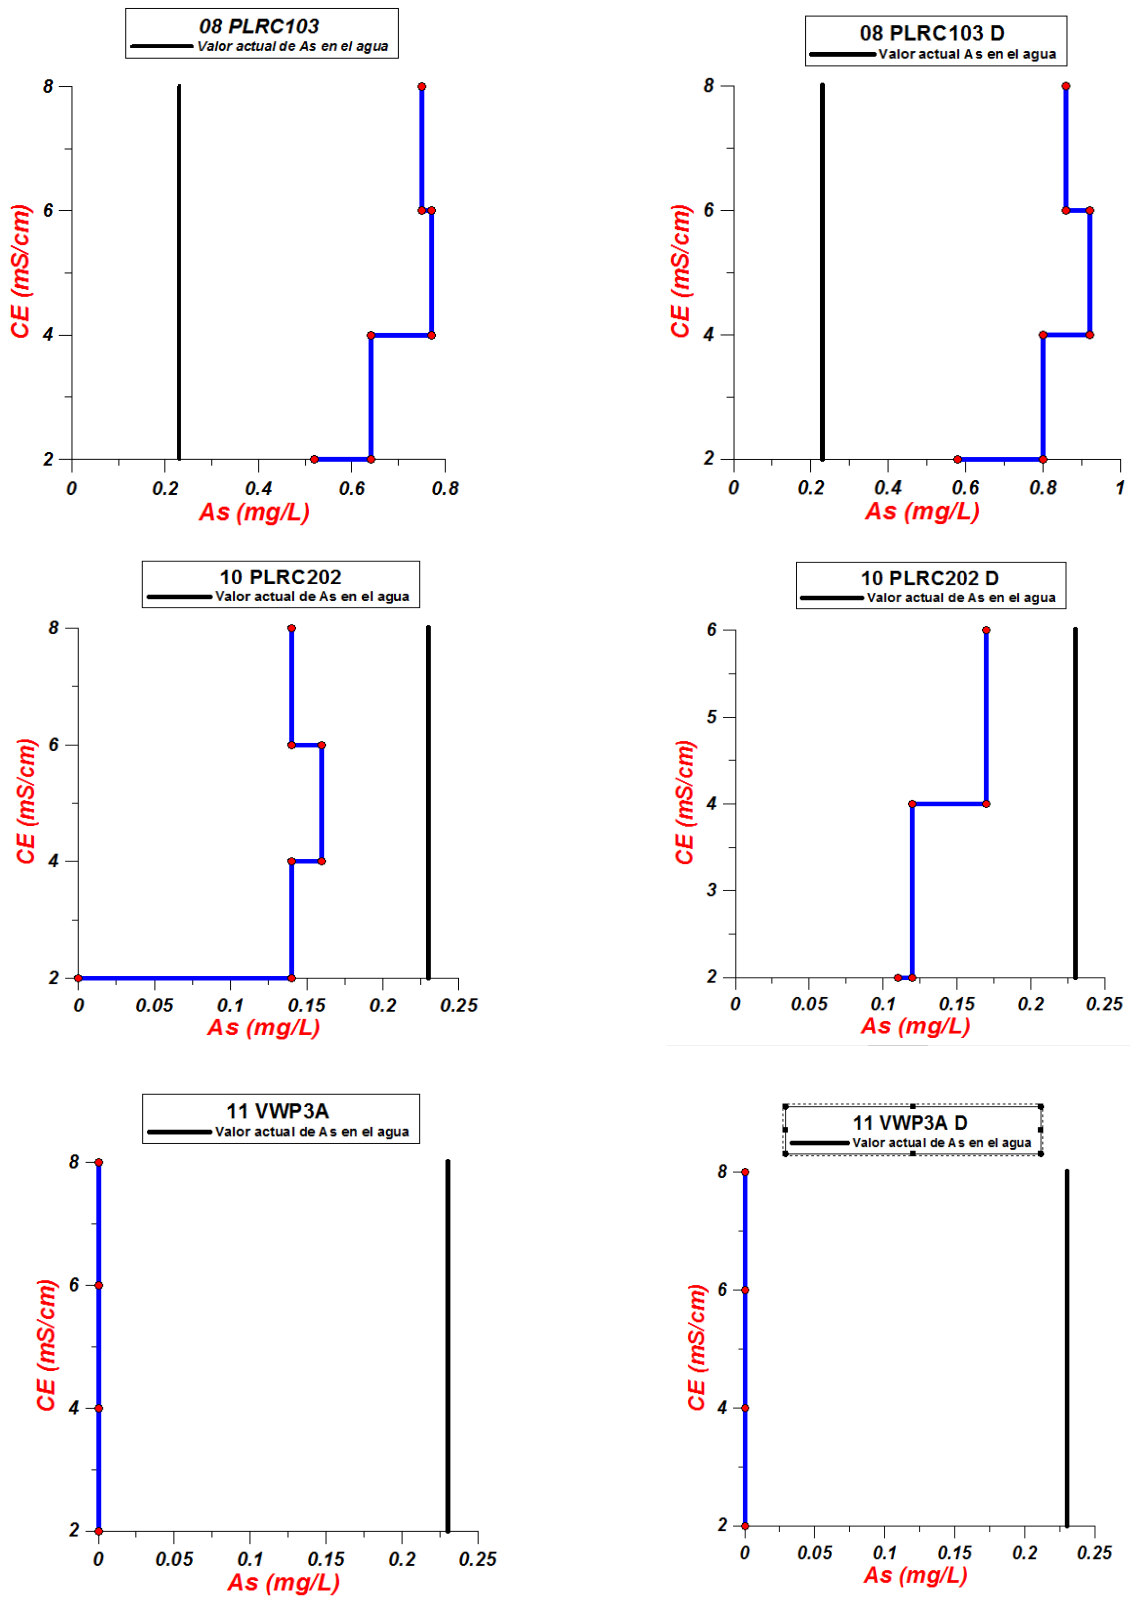 08 PLRC103
Valor actual de As en el agua
8
6
4
2
CE (mS/cm)
0 0.2 0.4 0.6 0.8
As (mg/L)
08 PLRC103 D
Valor actual As en el agua
8
6
4
2
CE (mS/cm)
0 0.2 0.4 0.6 0.8 1
As (mg/L)
10 PLRC202
Valor actual de As en el agua
8
6
4
2
CE (mS/cm)
0 0.05 0.1 0.15 0.2 0.25
As (mg/L)
10 PLRC202 D
Valor actual de As en el agua
6
5
4
3
2
CE (mS/cm)
0 0.05 0.1 0.15 0.2 0.25
As (mg/L)
11 VWP3A
Valor actual de As en el agua
8
6
4
2
CE (mS/cm)
0 0.05 0.1 0.15 0.2 0.25
As (mg/L)
11 VWP3A D
Valor actual de As en el agua
8
6
4
2
CE (mS/cm)
0 0.05 0.1 0.15 0.2 0.25
As (mg/L)